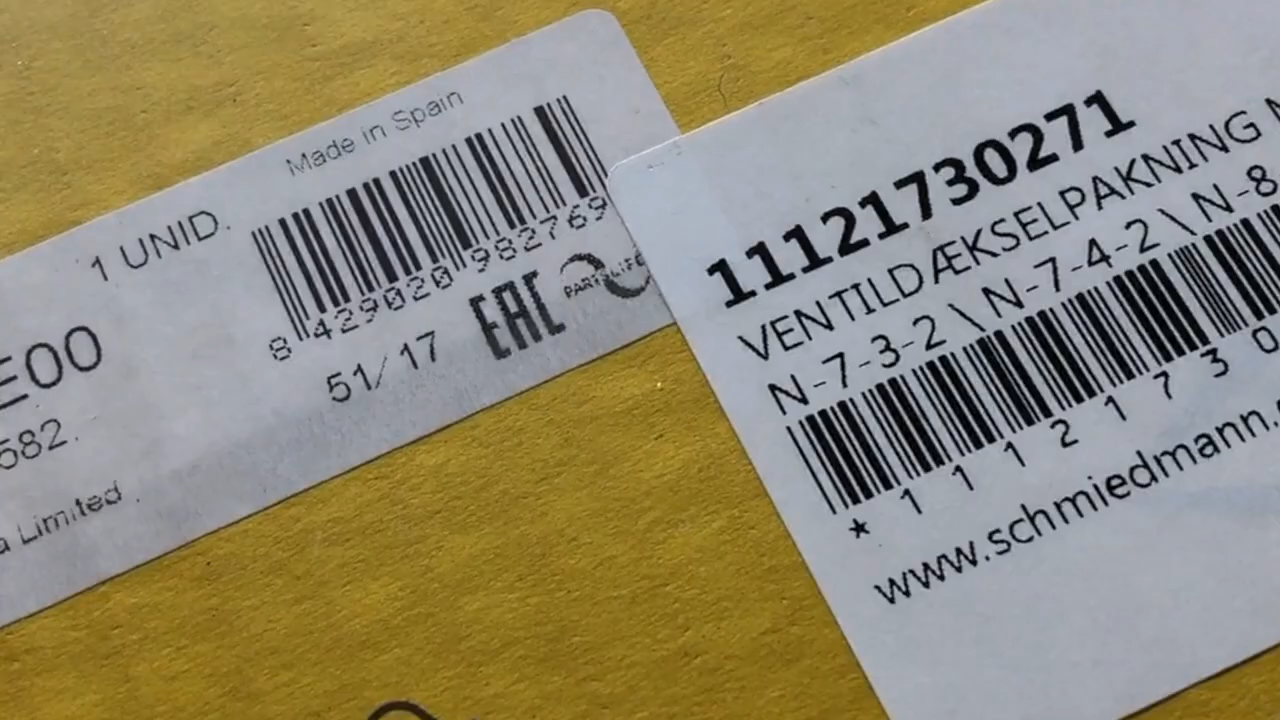 Made in Spain
1 UNID.
8 429020 982769
51/17
EAC
PARTSLIFE
E00
582.
a Limited
11121730271
VENTILDÆKSELPAKNING
N-7-3-2 \ N-7-4-2 \ N-8
* 1 1 1 2 1 7 3 0
www.schmiedmann.